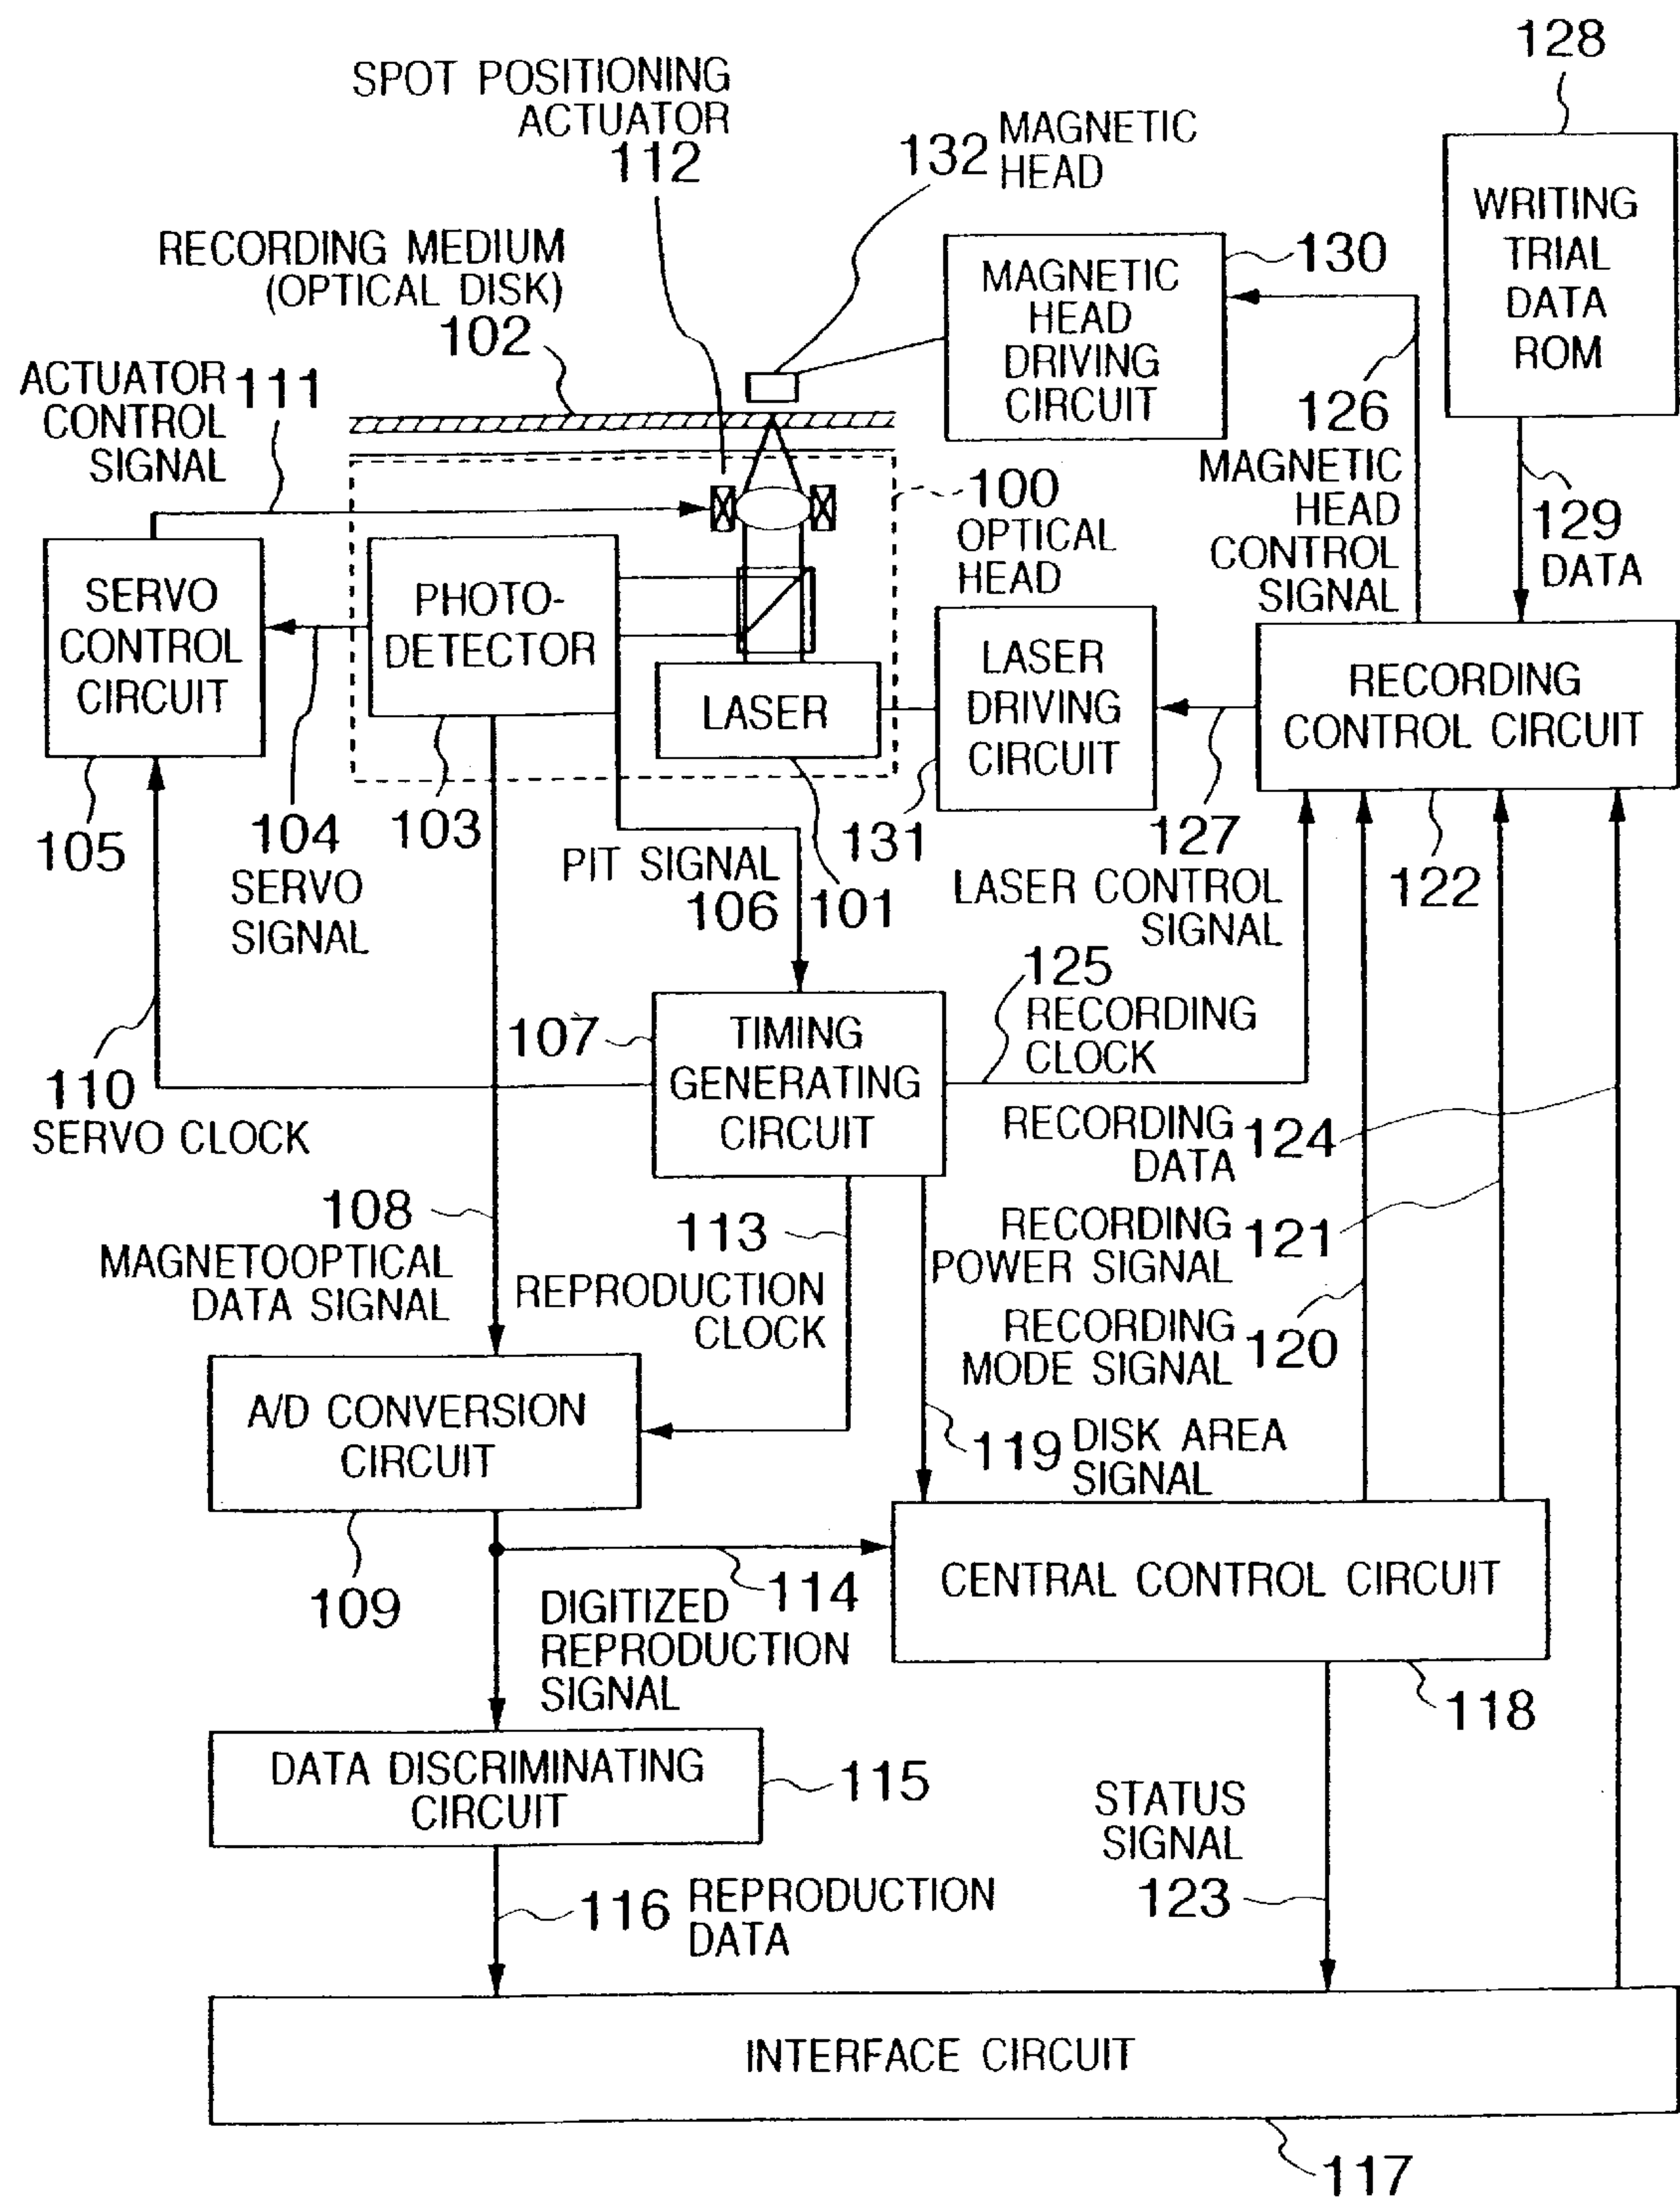 128
SPOT POSITIONING
ACTUATOR
112
132
MAGNETIC
HEAD
WRITING
TRIAL
DATA
ROM
RECORDING MEDIUM
(OPTICAL DISK)
102
130
MAGNETIC
HEAD
DRIVING
CIRCUIT
ACTUATOR
CONTROL
SIGNAL
111
126
MAGNETIC
HEAD
CONTROL
SIGNAL
100
OPTICAL
HEAD
129
DATA
SERVO
CONTROL
CIRCUIT
PHOTO-
DETECTOR
LASER
LASER
DRIVING
CIRCUIT
RECORDING
CONTROL CIRCUIT
105
104
SERVO
SIGNAL
103
PIT SIGNAL
106
101
131
127
LASER CONTROL
SIGNAL
122
125
RECORDING
CLOCK
107
TIMING
GENERATING
CIRCUIT
110
SERVO CLOCK
RECORDING
DATA
124
108
MAGNETOOPTICAL
DATA SIGNAL
113
REPRODUCTION
CLOCK
RECORDING
POWER SIGNAL
121
RECORDING
MODE SIGNAL
120
A/D CONVERSION
CIRCUIT
119
DISK AREA
SIGNAL
109
114
DIGITIZED
REPRODUCTION
SIGNAL
CENTRAL CONTROL CIRCUIT
118
DATA DISCRIMINATING
CIRCUIT
115
STATUS
SIGNAL
123
116
REPRODUCTION
DATA
INTERFACE CIRCUIT
117